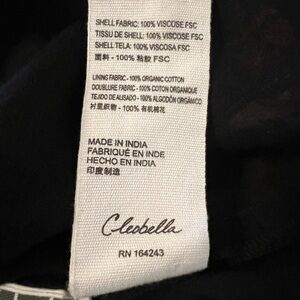 SHELL FABRIC: 100% VISCOSE FSC
TISSU DE SHELL: 100% VISCOSE FSC
SHELL TELA: 100% VISCOSA FSC
面料 - 100% 粘胶 FSC
LINING FABRIC - 100% ORGANIC COTTON
DOUBLURE FABRIC - 100% COTON ORGANIQUE
TEJIDO DE ALISADO - 100% ALGODÓN ORGÁNICO
衬里织物 - 100% 有机棉花
MADE IN INDIA
FABRIQUÉ EN INDE
HECHO EN INDIA
印度制造
Cleobella
RN 164243